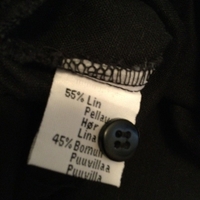 55% Lin
Pellava
Hør
Lina
45% Bomull
Puuvillaa
Puuvilla